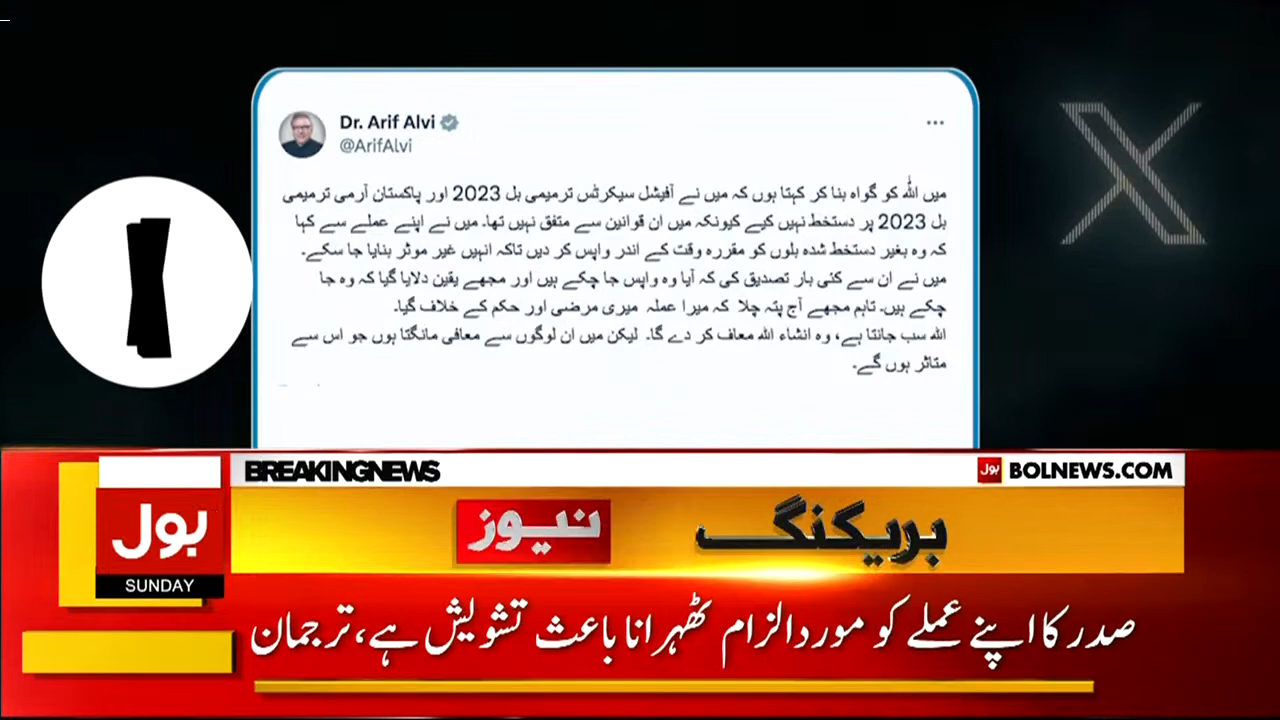 Dr. Arif Alvi
@ArifAlvi
میں اللّٰہ کو گواہ بنا کر کہتا ہوں کہ میں نے آفیشل سیکرٹس ترمیمی بل 2023 اور پاکستان آرمی ترمیمی
بل 2023 پر دستخط نہیں کیے کیونکہ میں ان قوانین سے متفق نہیں تھا۔ میں نے اپنے عملے سے کہا
کہ وہ بغیر دستخط شدہ بلوں کو مقررہ وقت کے اندر واپس کر دیں تاکہ انہیں غیر موثر بنایا جا سکے۔
میں نے ان سے کئی بار تصدیق کی کہ آیا وہ واپس جا چکے ہیں اور مجھے یقین دلایا گیا کہ وہ جا
چکے ہیں۔ تاہم مجھے آج پتہ چلا کہ میرا عملہ میری مرضی اور حکم کے خلاف گیا۔
اللہ سب جانتا ہے، وہ انشاء اللہ معاف کر دے گا۔ لیکن میں ان لوگوں سے معافی مانگتا ہوں جو اس سے
متاثر ہوں گے۔
BREAKING NEWS
بول BOLNEWS.COM
بریکنگ نیوز
بول
SUNDAY
صدر کا اپنے عملے کو مورد الزام ٹھہرانا باعث تشویش ہے، ترجمان